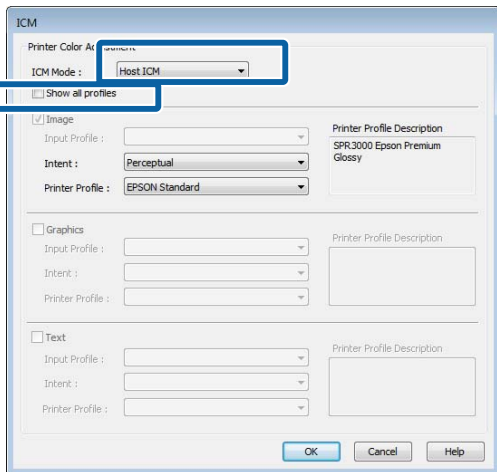 ICM
Printer Color Adjustment
ICM Mode : Host ICM
Show all profiles
Image
Input Profile :
Printer Profile Description
SPR3000 Epson Premium
Glossy
Intent : Perceptual
Printer Profile : EPSON Standard
Graphics
Input Profile :
Printer Profile Description
Intent :
Printer Profile :
Text
Input Profile :
Printer Profile Description
Intent :
Printer Profile :
OK Cancel Help